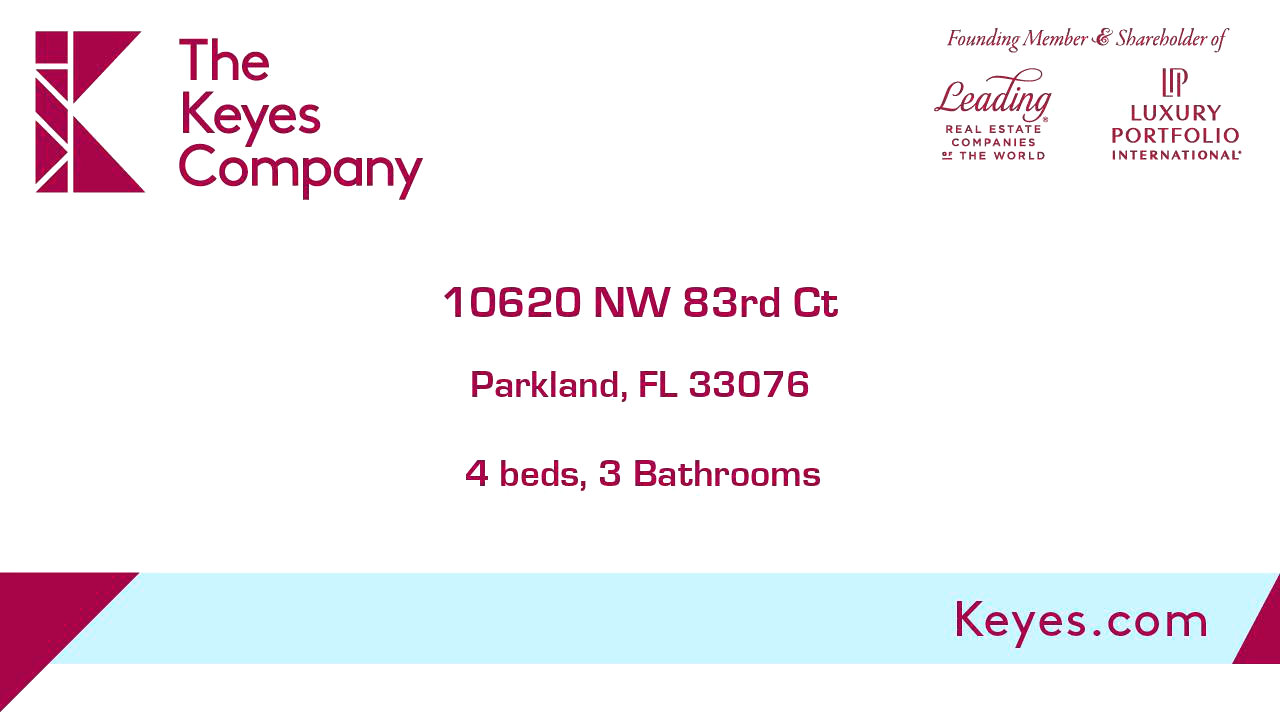 The
Keyes
Company
Founding Member & Shareholder of
Leading®
REAL ESTATE
COMPANIES
OF THE WORLD
LUXURY
PORTFOLIO
INTERNATIONAL
10620 NW 83rd Ct
Parkland, FL 33076
4 beds, 3 Bathrooms
Keyes.com